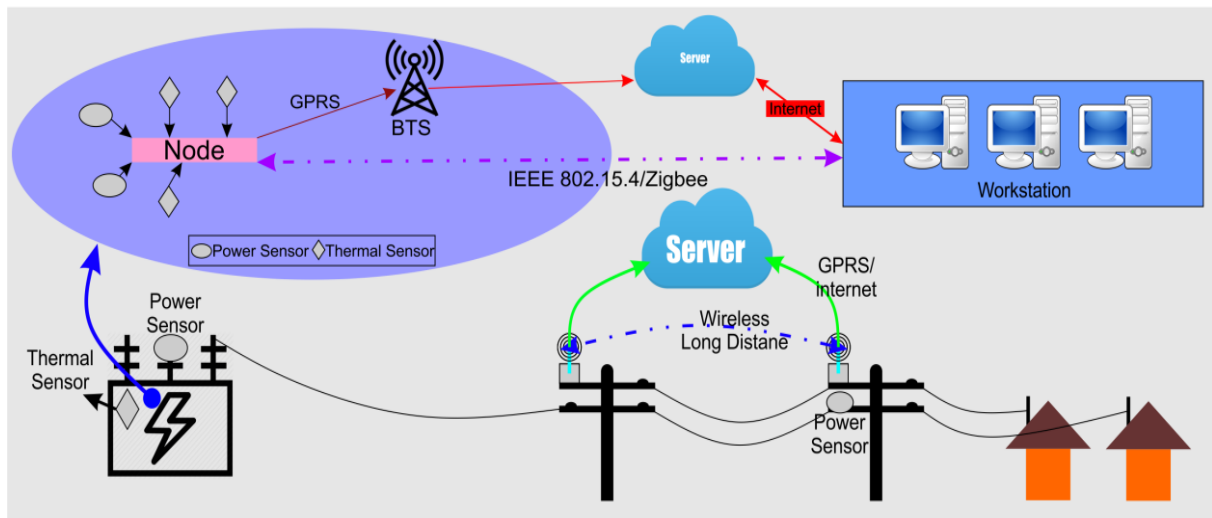 Server
GPRS
BTS
Internet
Node
IEEE 802.15.4/Zigbee
Workstation
Power Sensor
Thermal Sensor
Server
GPRS/
Internet
Power
Sensor
Wireless
Long Distane
Thermal
Sensor
Power
Sensor